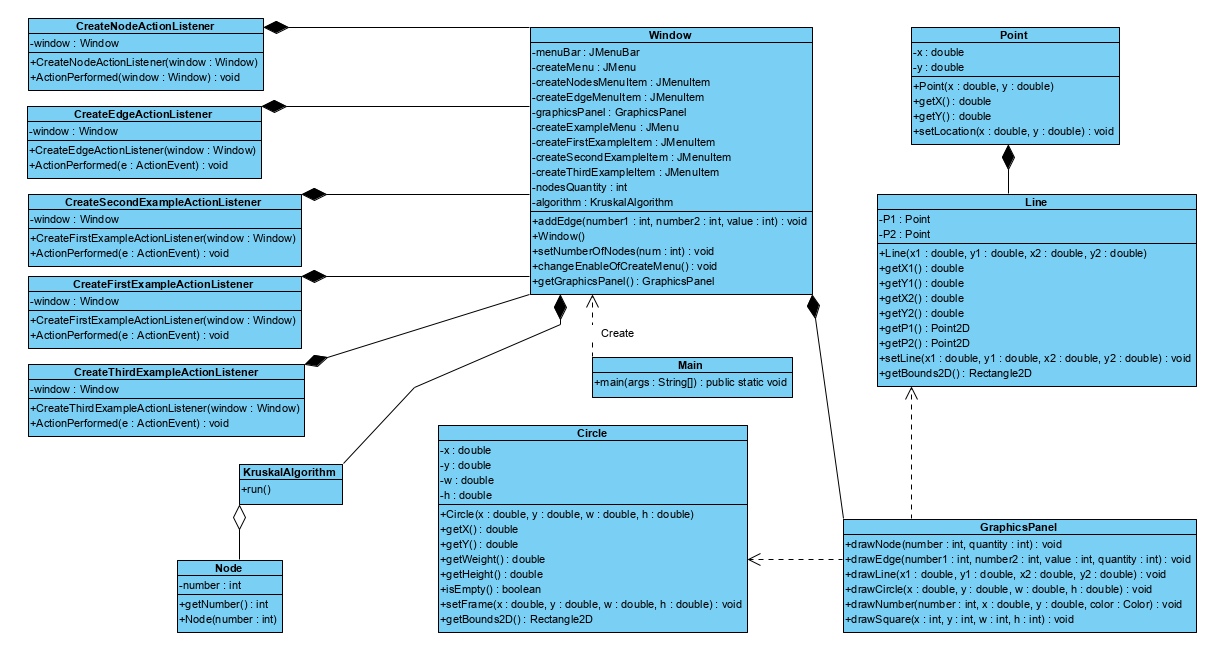 CreateNodeActionListener
-window : Window
+CreateNodeActionListener(window : Window)
+ActionPerformed(window : Window) : void
CreateEdgeActionListener
-window : Window
+CreateEdgeActionListener(window : Window)
+ActionPerformed(e : ActionEvent) : void
CreateSecondExampleActionListener
-window : Window
+CreateFirstExampleActionListener(window : Window)
+ActionPerformed(e : ActionEvent) : void
CreateFirstExampleActionListener
-window : Window
+CreateFirstExampleActionListener(window : Window)
+ActionPerformed(e : ActionEvent) : void
CreateThirdExampleActionListener
-window : Window
+CreateThirdExampleActionListener(window : Window)
+ActionPerformed(e : ActionEvent) : void
Window
-menuBar : JMenuBar
-createMenu : JMenu
-createNodesMenuItem : JMenuItem
-createEdgeMenuItem : JMenuItem
-graphicsPanel : GraphicsPanel
-createExampleMenu : JMenu
-createFirstExampleItem : JMenuItem
-createSecondExampleItem : JMenuItem
-createThirdExampleItem : JMenuItem
-nodesQuantity : int
-algorithm : KruskalAlgorithm
+addEdge(number1 : int, number2 : int, value : int) : void
+Window()
+setNumberOfNodes(num : int) : void
+changeEnableOfCreateMenu() : void
+getGraphicsPanel() : GraphicsPanel
Point
-x : double
-y : double
+Point(x : double, y : double)
+getX() : double
+getY() : double
+setLocation(x : double, y : double) : void
Line
-P1 : Point
-P2 : Point
+Line(x1 : double, y1 : double, x2 : double, y2 : double)
+getX1() : double
+getY1() : double
+getX2() : double
+getY2() : double
+getP1() : Point2D
+getP2() : Point2D
+setLine(x1 : double, y1 : double, x2 : double, y2 : double) : void
+getBounds2D() : Rectangle2D
Create
Main
+main(args : String[]) : public static void
Circle
-x : double
-y : double
-w : double
-h : double
+Circle(x : double, y : double, w : double, h : double)
+getX() : double
+getY() : double
+getWeight() : double
+getHeight() : double
+isEmpty() : boolean
+setFrame(x : double, y : double, w : double, h : double) : void
+getBounds2D() : Rectangle2D
KruskalAlgorithm
+run()
Node
-number : int
+getNumber() : int
+Node(number : int)
GraphicsPanel
+drawNode(number : int, quantity : int) : void
+drawEdge(number1 : int, number2 : int, value : int, quantity : int) : void
+drawLine(x1 : double, y1 : double, x2 : double, y2 : double) : void
+drawCircle(x : double, y : double, w : double, h : double) : void
+drawNumber(number : int, x : double, y : double, color : Color) : void
+drawSquare(x : int, y : int, w : int, h : int) : void